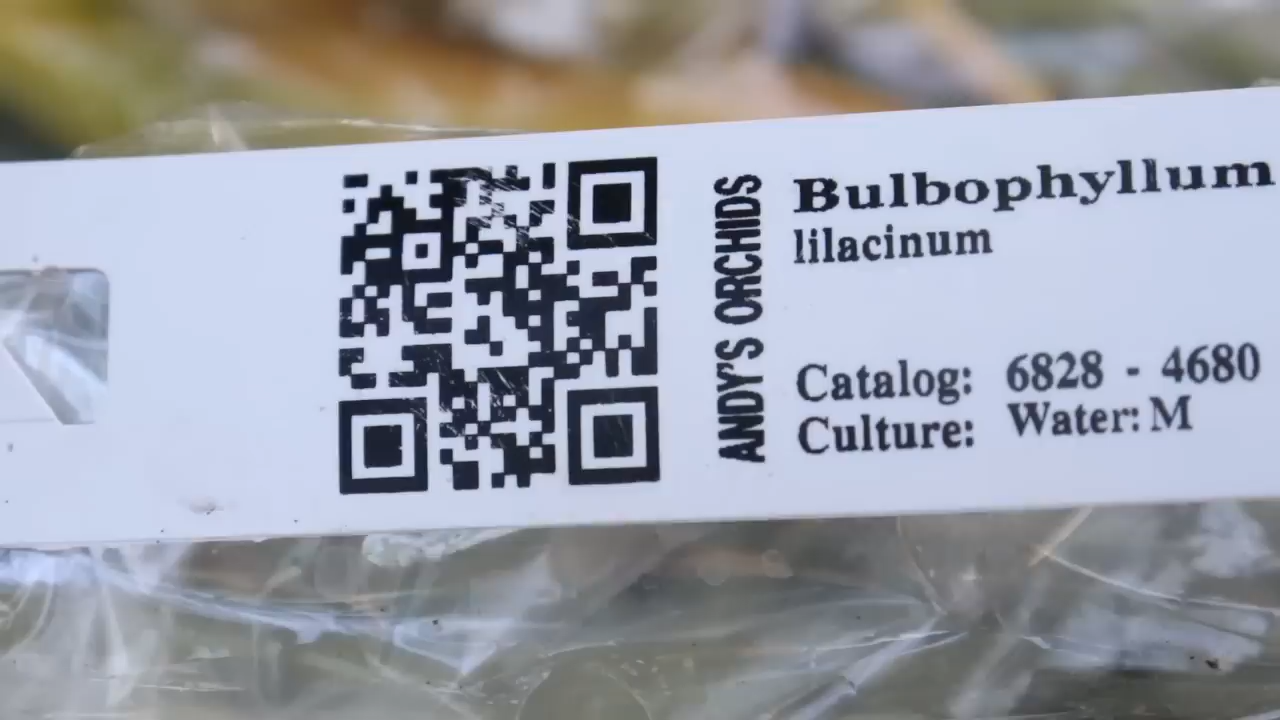 ANDY'S ORCHIDS
Bulbophyllum
lilacinum
Catalog: 6828 - 4680
Culture: Water: M